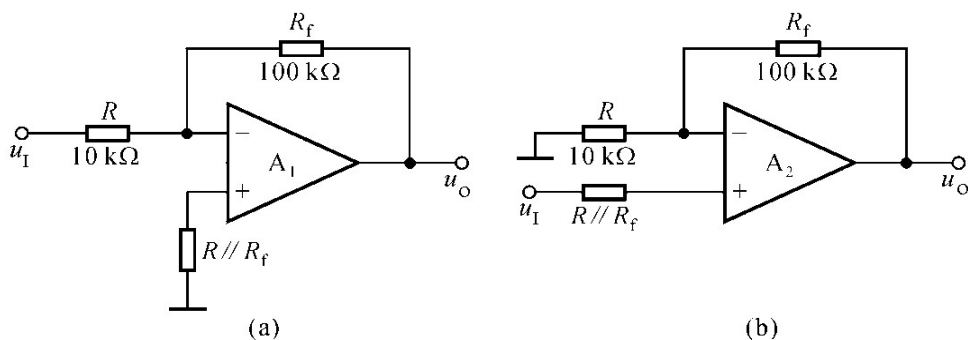 R_f
100 kΩ
R
10 kΩ
u_I
−
+
A_1
u_O
R // R_f
(a)
R_f
100 kΩ
R
10 kΩ
u_I
R // R_f
−
+
A_2
u_O
(b)